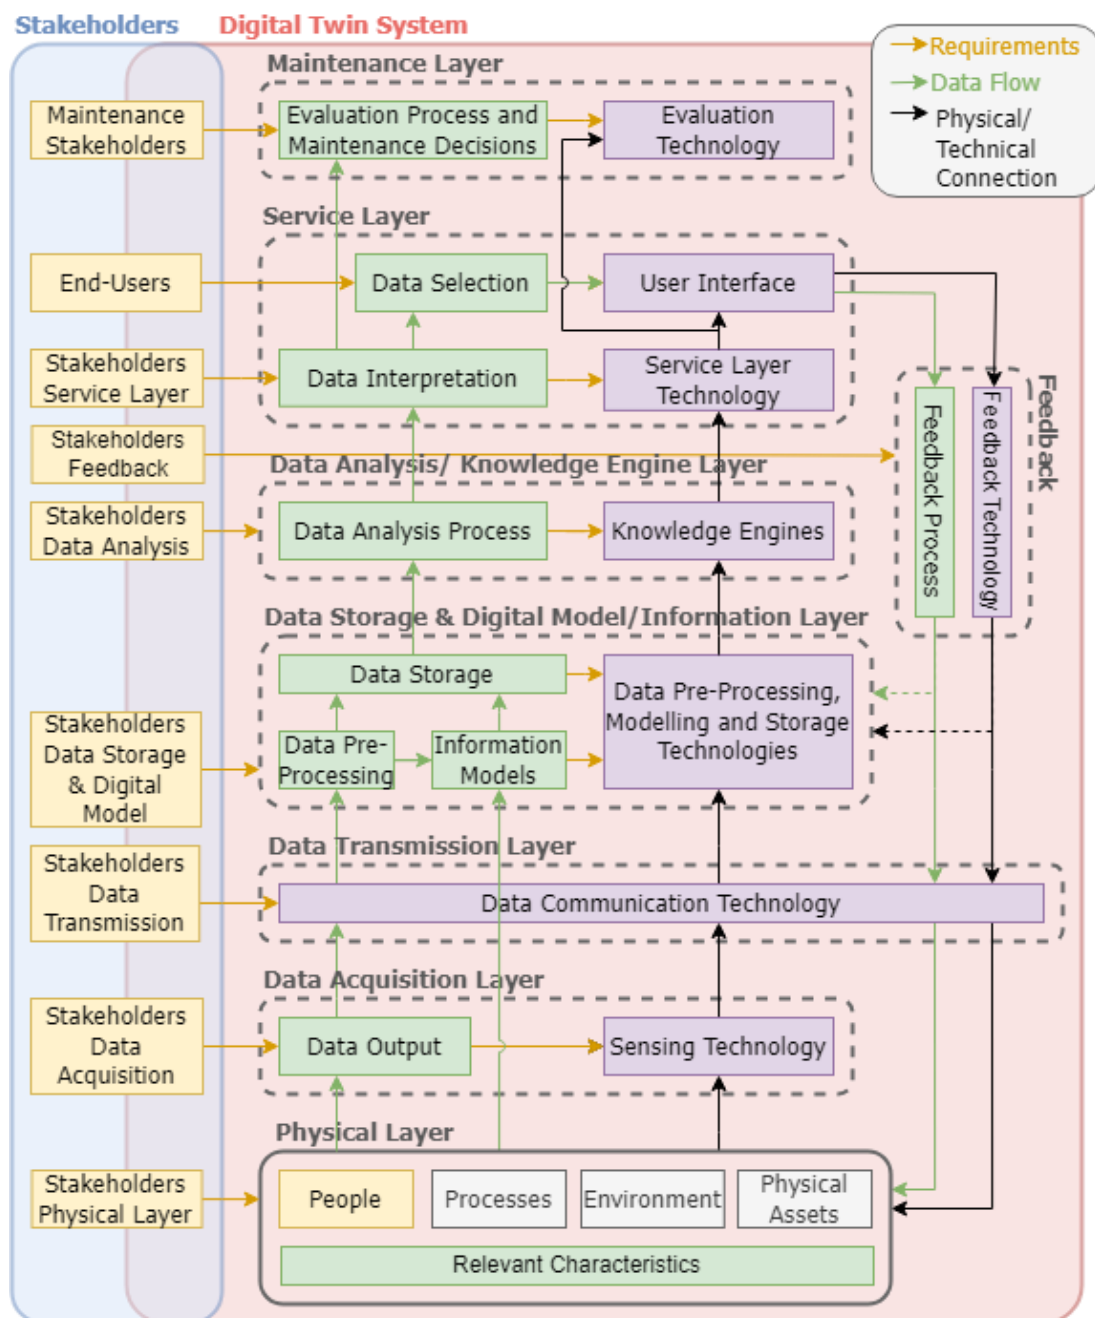 Stakeholders
Digital Twin System
Requirements
Data Flow
Physical/
Technical
Connection
Maintenance Layer
Maintenance
Stakeholders
Evaluation Process and
Maintenance Decisions
Evaluation
Technology
Service Layer
End-Users
Data Selection
User Interface
Stakeholders
Service Layer
Data Interpretation
Service Layer
Technology
Stakeholders
Feedback
Feedback
Feedback Process
Feedback Technology
Data Analysis/ Knowledge Engine Layer
Stakeholders
Data Analysis
Data Analysis Process
Knowledge Engines
Data Storage & Digital Model/Information Layer
Data Storage
Data Pre-Processing,
Modelling and Storage
Technologies
Stakeholders
Data Storage
& Digital
Model
Data Pre-
Processing
Information
Models
Data Transmission Layer
Stakeholders
Data
Transmission
Data Communication Technology
Data Acquisition Layer
Stakeholders
Data
Acquisition
Data Output
Sensing Technology
Physical Layer
Stakeholders
Physical Layer
People
Processes
Environment
Physical
Assets
Relevant Characteristics